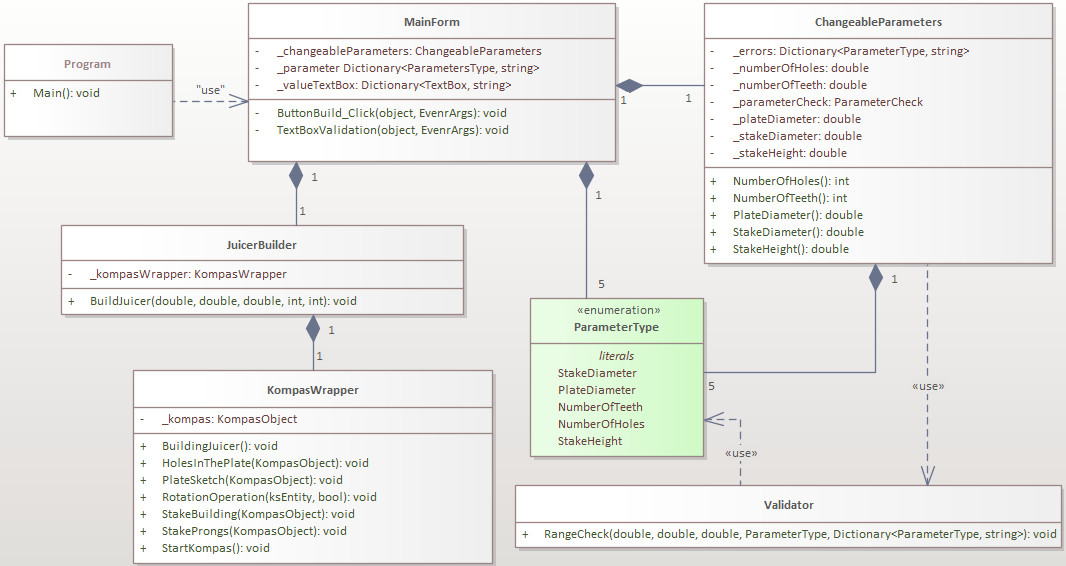 Program
+ Main(): void
"use"
MainForm
- _changeableParameters: ChangeableParameters
- _parameter Dictionary<ParametersType, string>
- _valueTextBox: Dictionary<TextBox, string>
- ButtonBuild_Click(object, EvenrArgs): void
- TextBoxValidation(object, EvenrArgs): void
1
1
ChangeableParameters
- _errors: Dictionary<ParameterType, string>
- _numberOfHoles: double
- _numberOfTeeth: double
- _parameterCheck: ParameterCheck
- _plateDiameter: double
- _stakeDiameter: double
- _stakeHeight: double
+ NumberOfHoles(): int
+ NumberOfTeeth(): int
+ PlateDiameter(): double
+ StakeDiameter(): double
+ StakeHeight(): double
1
1
JuicerBuilder
- _kompasWrapper: KompasWrapper
+ BuildJuicer(double, double, double, int, int): void
1
1
KompasWrapper
- _kompas: KompasObject
+ BuildingJuicer(): void
+ HolesInThePlate(KompasObject): void
+ PlateSketch(KompasObject): void
+ RotationOperation(ksEntity, bool): void
+ StakeBuilding(KompasObject): void
+ StakeProngs(KompasObject): void
+ StartKompas(): void
1
5
«enumeration»
ParameterType
literals
StakeDiameter
PlateDiameter
NumberOfTeeth
NumberOfHoles
StakeHeight
1
5
«use»
«use»
Validator
+ RangeCheck(double, double, double, ParameterType, Dictionary<ParameterType, string>): void